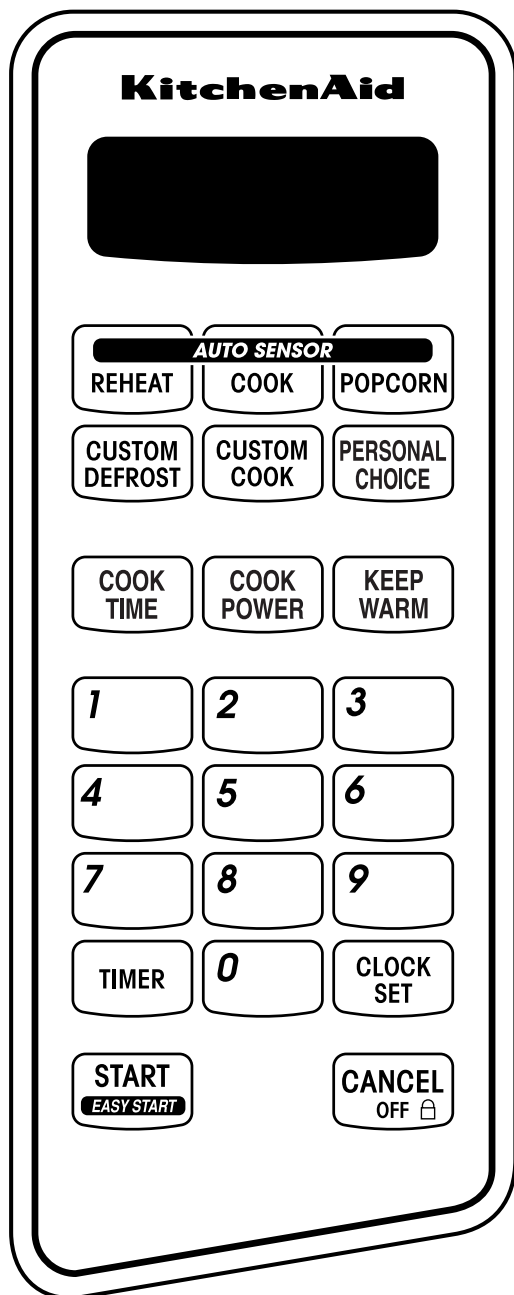 KitchenAid
AUTO SENSOR
REHEAT COOK POPCORN
CUSTOM DEFROST CUSTOM COOK PERSONAL CHOICE
COOK TIME COOK POWER KEEP WARM
1 2 3
4 5 6
7 8 9
TIMER 0 CLOCK SET
START CANCEL
EASY START OFF